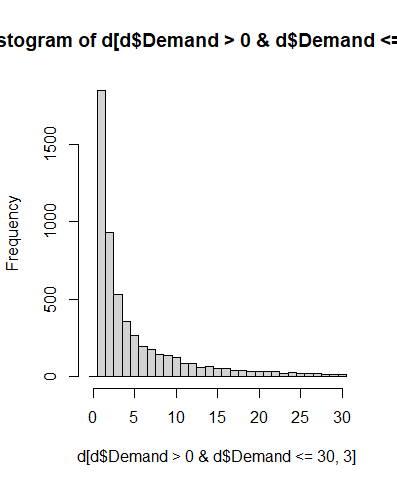 stogram of d[d$Demand > 0 & d$Demand <=
1500
1000
500
0
Frequency
0 5 10 15 20 25 30
d[d$Demand > 0 & d$Demand <= 30, 3]